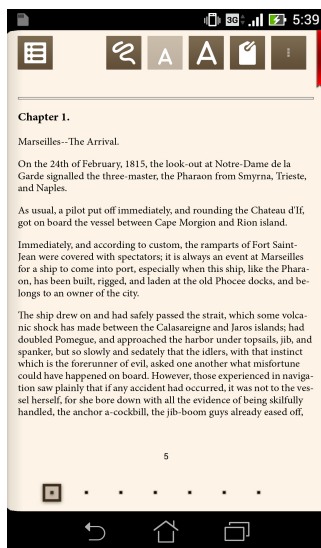 3G
5:39
A
A
Chapter 1.
Marseilles--The Arrival.
On the 24th of February, 1815, the look-out at Notre-Dame de la
Garde signalled the three-master, the Pharaon from Smyrna, Trieste,
and Naples.
As usual, a pilot put off immediately, and rounding the Chateau d'If,
got on board the vessel between Cape Morgion and Rion island.
Immediately, and according to custom, the ramparts of Fort Saint-
Jean were covered with spectators; it is always an event at Marseilles
for a ship to come into port, especially when this ship, like the Phara-
on, has been built, rigged, and laden at the old Phocee docks, and be-
longs to an owner of the city.
The ship drew on and had safely passed the strait, which some volca-
nic shock has made between the Calasareigne and Jaros islands; had
doubled Pomegue, and approached the harbor under topsails, jib, and
spanker, but so slowly and sedately that the idlers, with that instinct
which is the forerunner of evil, asked one another what misfortune
could have happened on board. However, those experienced in naviga-
tion saw plainly that if any accident had occurred, it was not to the ves-
sel herself, for she bore down with all the evidence of being skilfully
handled, the anchor a-cockbill, the jib-boom guys already eased off,
5